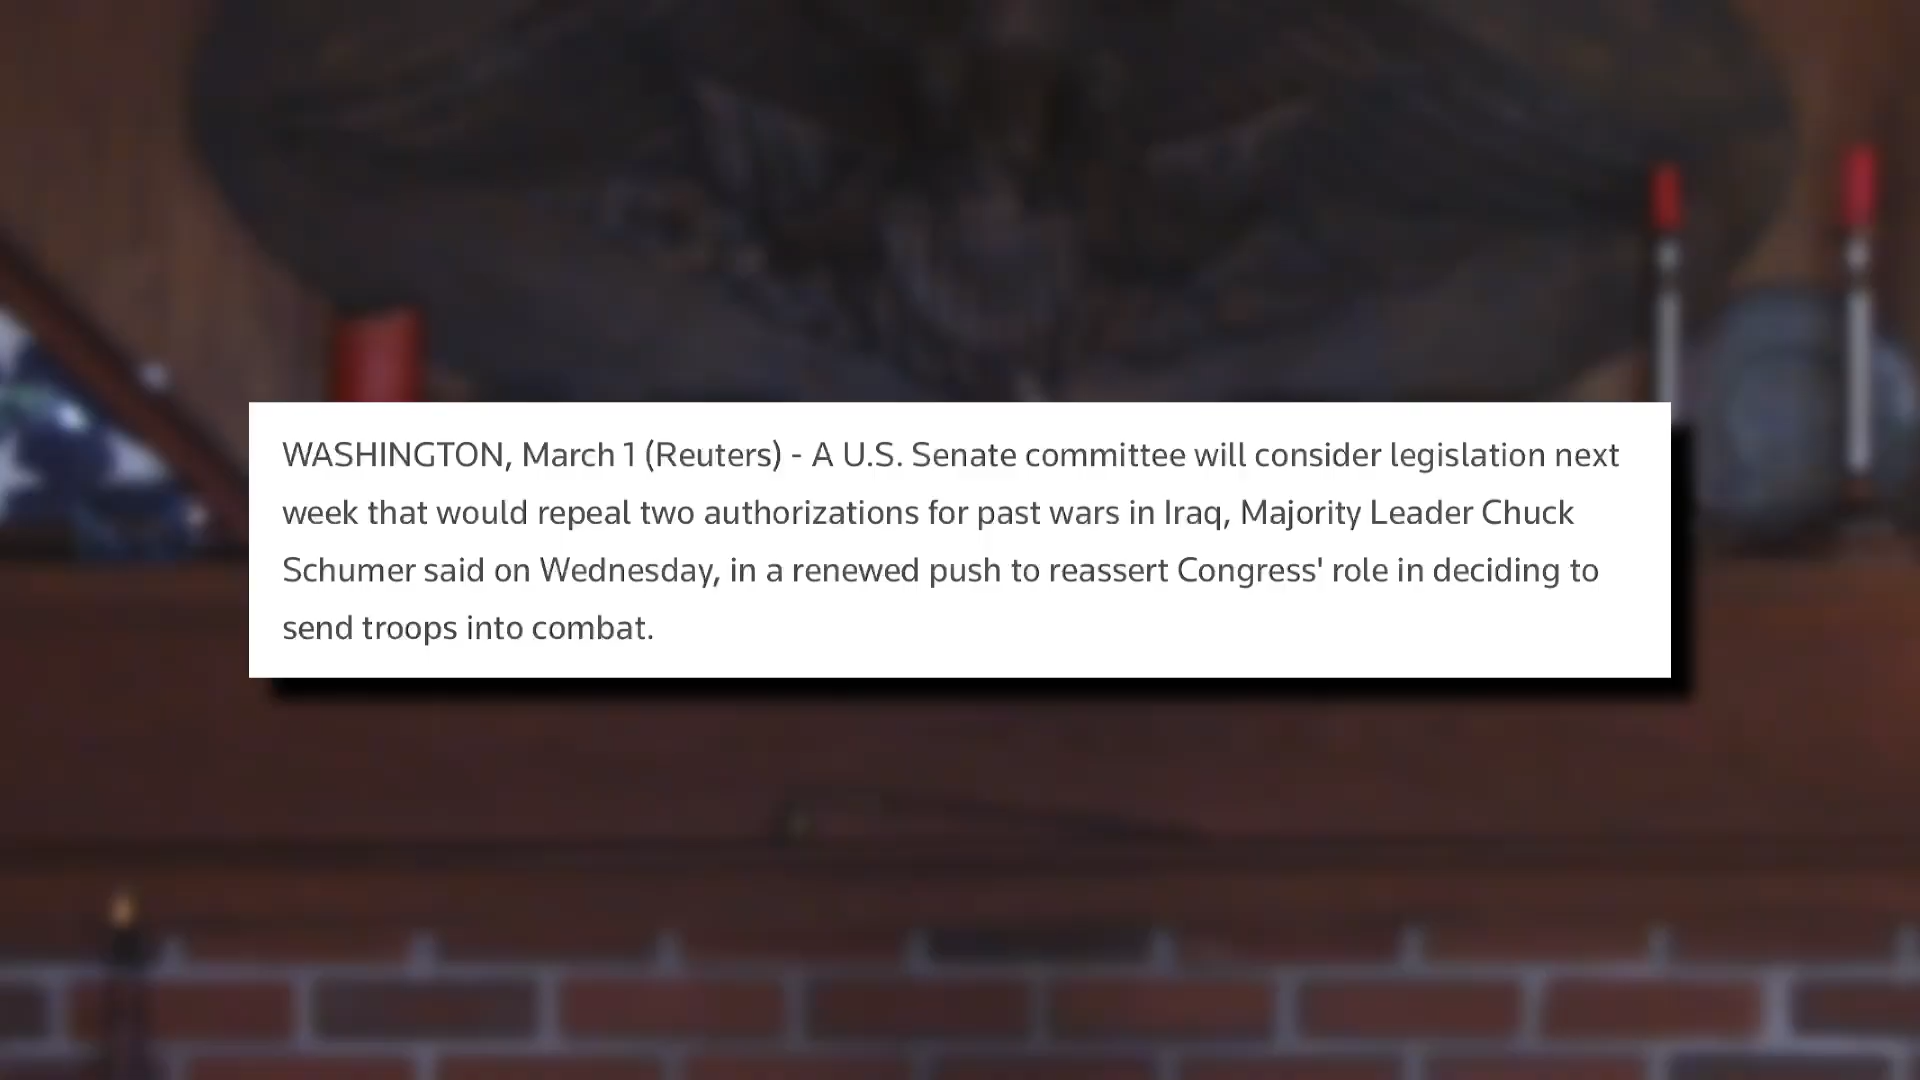 WASHINGTON, March 1 (Reuters) - A U.S. Senate committee will consider legislation next
week that would repeal two authorizations for past wars in Iraq, Majority Leader Chuck
Schumer said on Wednesday, in a renewed push to reassert Congress' role in deciding to
send troops into combat.